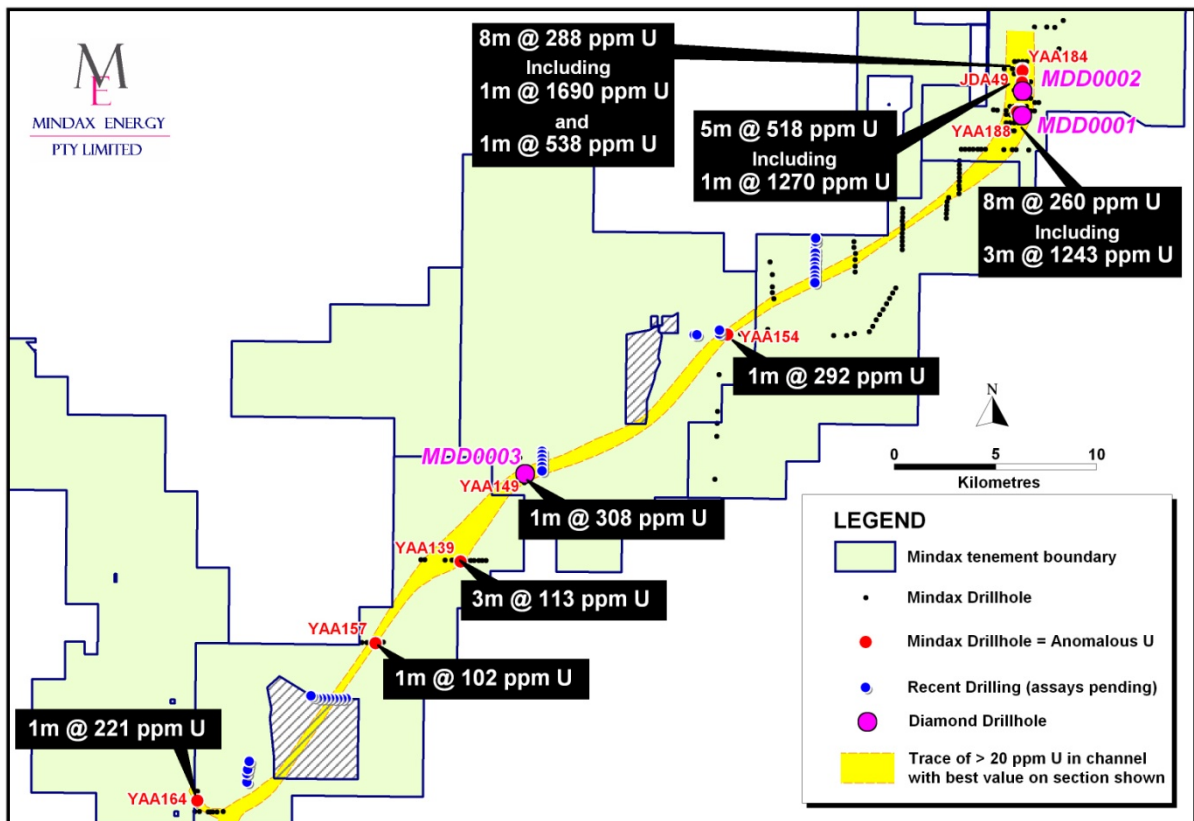 ME
MINDAX ENERGY
PTY LIMITED
8m @ 288 ppm U
Including
1m @ 1690 ppm U
and
1m @ 538 ppm U
YAA184
JDA49
MDD0002
5m @ 518 ppm U
Including
1m @ 1270 ppm U
YAA188
MDD0001
8m @ 260 ppm U
Including
3m @ 1243 ppm U
YAA154
1m @ 292 ppm U
MDD0003
YAA149
1m @ 308 ppm U
YAA139
3m @ 113 ppm U
YAA157
1m @ 102 ppm U
1m @ 221 ppm U
YAA164
N
0 5 10
Kilometres
LEGEND
Mindax tenement boundary
Mindax Drillhole
Mindax Drillhole = Anomalous U
Recent Drilling (assays pending)
Diamond Drillhole
Trace of > 20 ppm U in channel
with best value on section shown